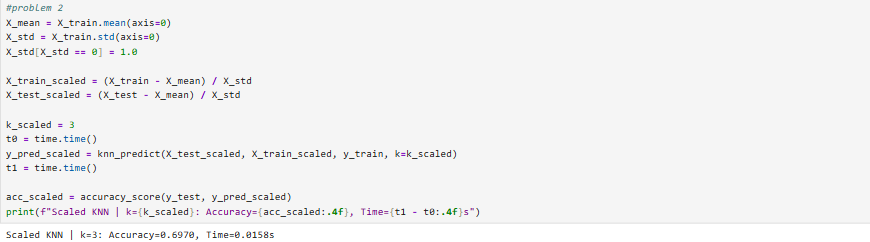 #problem 2
X_mean = X_train.mean(axis=0)
X_std = X_train.std(axis=0)
X_std[X_std == 0] = 1.0
X_train_scaled = (X_train - X_mean) / X_std
X_test_scaled = (X_test - X_mean) / X_std
k_scaled = 3
t0 = time.time()
y_pred_scaled = knn_predict(X_test_scaled, X_train_scaled, y_train, k=k_scaled)
t1 = time.time()
acc_scaled = accuracy_score(y_test, y_pred_scaled)
print(f"Scaled KNN | k={k_scaled}: Accuracy={acc_scaled:.4f}, Time={t1 - t0:.4f}s")
Scaled KNN | k=3: Accuracy=0.6970, Time=0.0158s